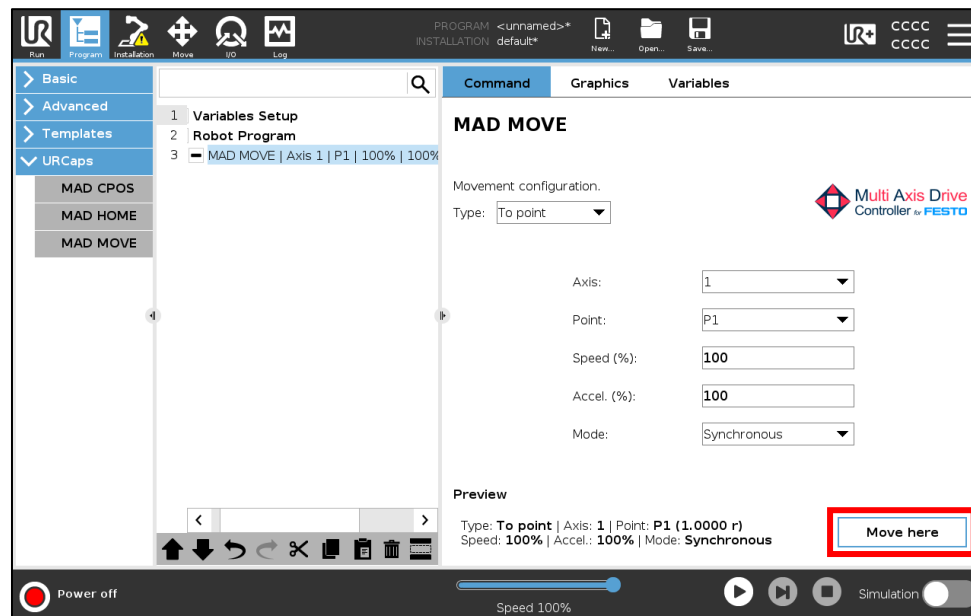 UR
Run
Program
Installation
Move
I/O
Log
PROGRAM <unnamed>*
INSTALLATION default*
New...
Open...
Save...
UR+
CCCC
CCCC
Basic
Advanced
Templates
URCaps
MAD CPOS
MAD HOME
MAD MOVE
1 Variables Setup
2 Robot Program
3 MAD MOVE | Axis 1 | P1 | 100% | 100%
Command Graphics Variables
MAD MOVE
Movement configuration.
Type: To point
Multi Axis Drive
Controller for FESTO
Axis: 1
Point: P1
Speed (%): 100
Accel. (%): 100
Mode: Synchronous
Preview
Type: To point | Axis: 1 | Point: P1 (1.0000 r)
Speed: 100% | Accel.: 100% | Mode: Synchronous
Move here
Power off
Speed 100%
Simulation